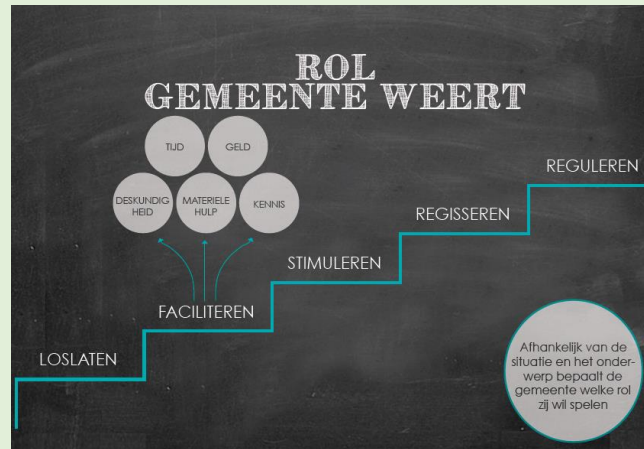 ROL
GEMEENTE WEERT
TIJD
GELD
DESKUNDIG
HEID
MATERIELE
HULP
KENNIS
REGULEREN
REGISSEREN
STIMULEREN
FACILITEREN
LOSLATEN
Afhankelijk van de
situatie en het onder-
werp bepaalt de
gemeente welke rol
zij wil spelen